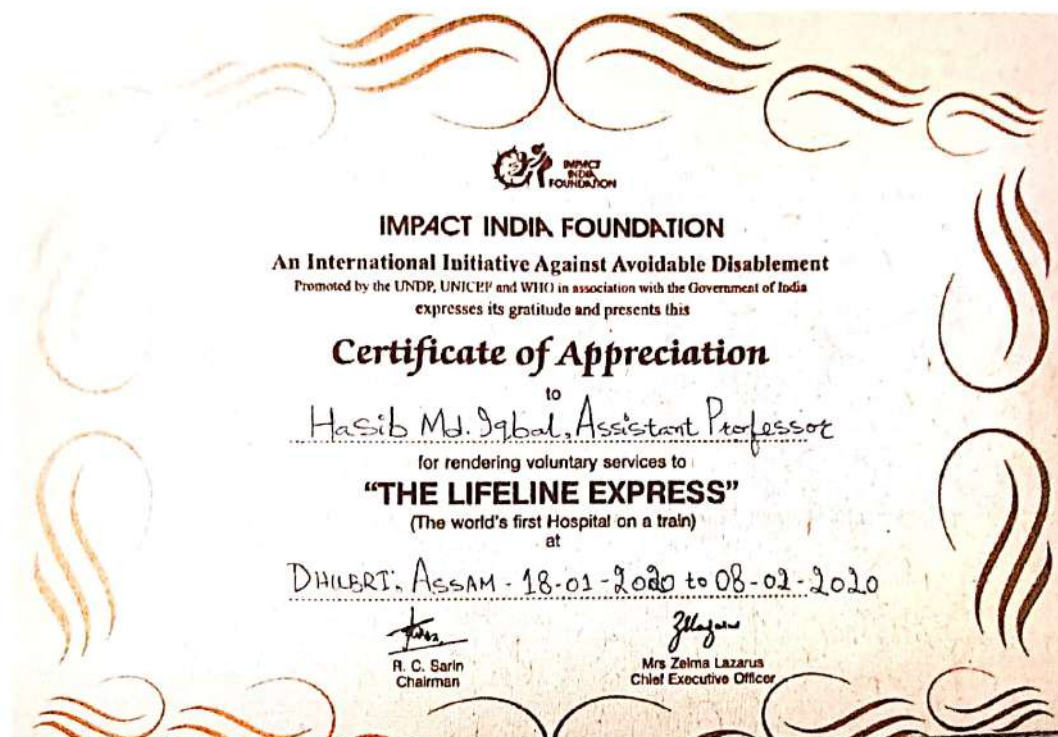 IMPACT
INDIA
FOUNDATION
IMPACT INDIA FOUNDATION
An International Initiative Against Avoidable Disablement
Promoted by the UNDP, UNICEF and WHO in association with the Government of India
expresses its gratitude and presents this
Certificate of Appreciation
to
Hasib Md. Iqbal, Assistant Professor
for rendering voluntary services to
"THE LIFELINE EXPRESS"
(The world's first Hospital on a train)
at
ASSAM - 18-01-2020 to 08-02-2020
R. C. Sarin
Chairman
Mrs Zelma Lazarus
Chief Executive Officer